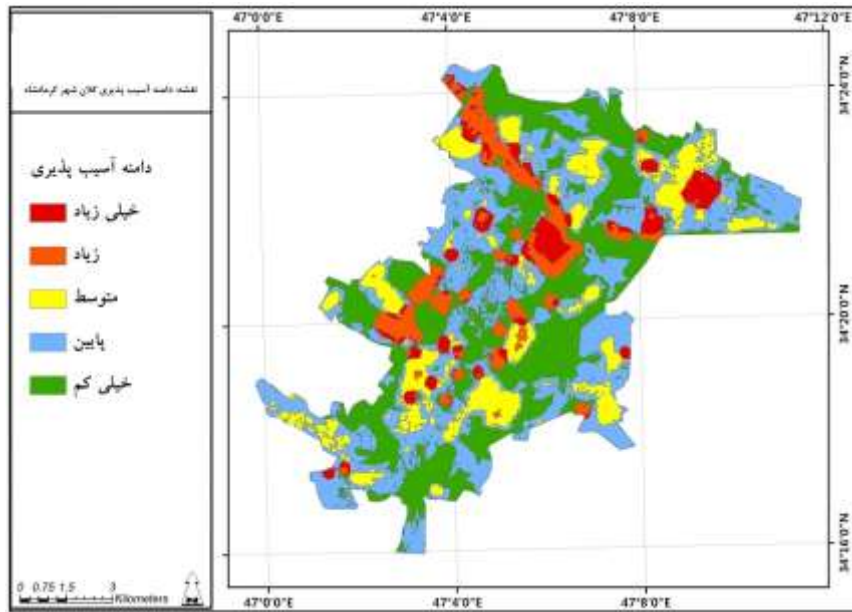 47°0'0"E 47°4'0"E 47°8'0"E 47°12'0"E
نقشه دامنه آسیب پذیری کلان شهر کرمانشاه
دامنه آسیب پذیری
خیلی زیاد
زیاد
متوسط
پایین
خیلی کم
34°24'0"N
34°20'0"N
34°16'0"N
0 0.75 1.5 3
Kilometers
47°0'0"E 47°4'0"E 47°8'0"E